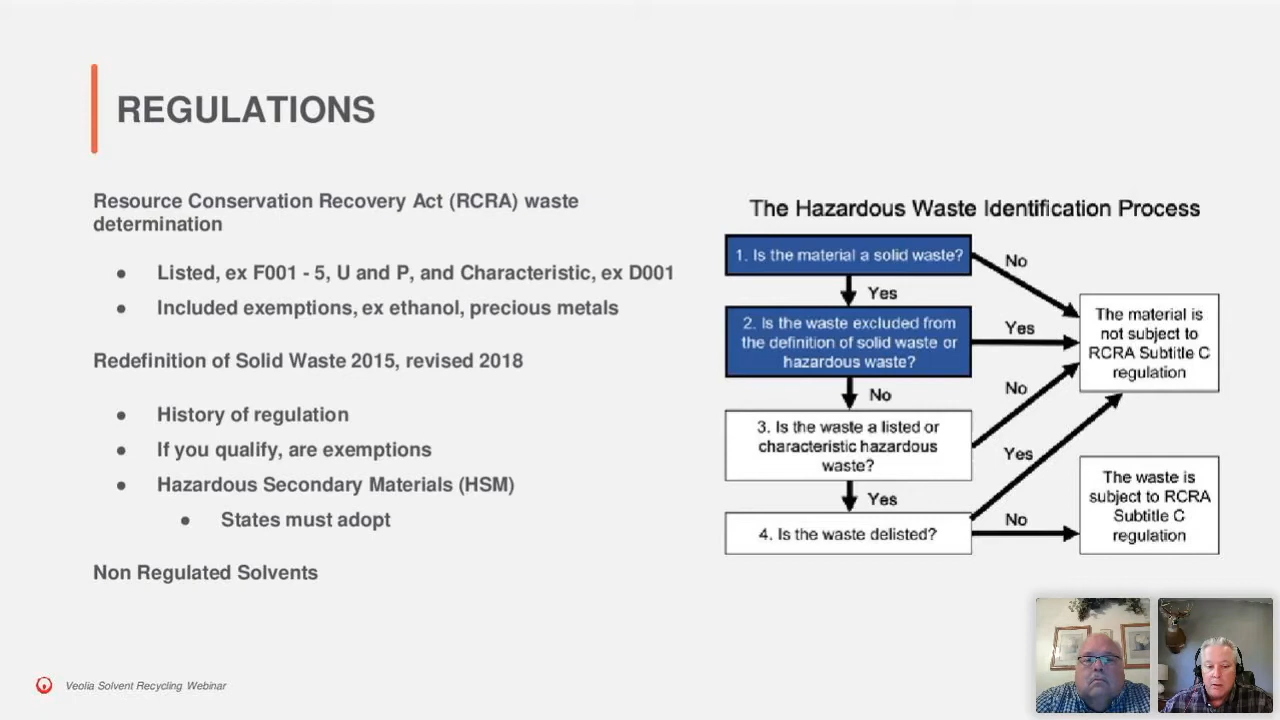 REGULATIONS
Resource Conservation Recovery Act (RCRA) waste
determination
● Listed, ex F001 - 5, U and P, and Characteristic, ex D001
● Included exemptions, ex ethanol, precious metals
Redefinition of Solid Waste 2015, revised 2018
● History of regulation
● If you qualify, are exemptions
● Hazardous Secondary Materials (HSM)
● States must adopt
Non Regulated Solvents
The Hazardous Waste Identification Process
1. Is the material a solid waste?
No
Yes
2. Is the waste excluded from
the definition of solid waste or
hazardous waste?
Yes
No
3. Is the waste a listed or
characteristic hazardous
waste?
No
Yes
4. Is the waste delisted?
Yes
No
The material is
not subject to
RCRA Subtitle C
regulation
The waste is
subject to RCRA
Subtitle C
regulation
Veolia Solvent Recycling Webinar